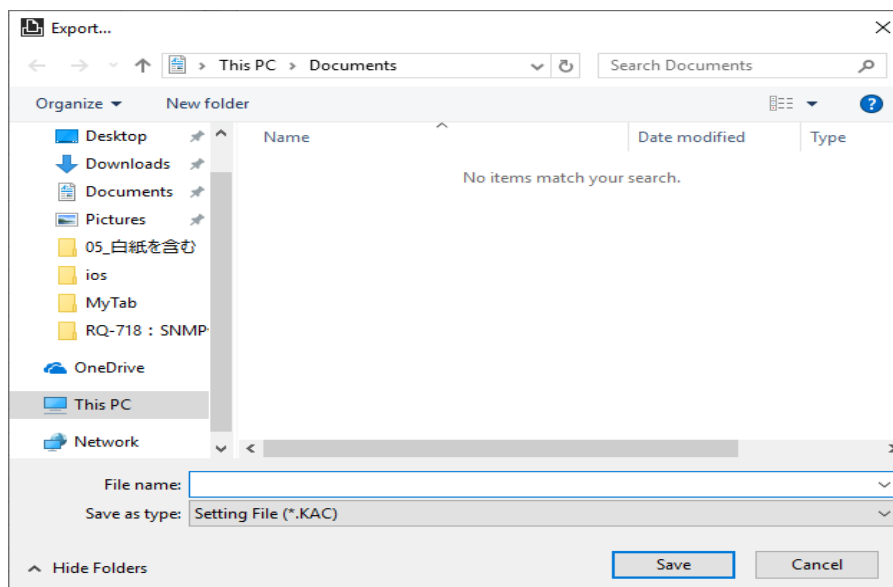 Export...
This PC > Documents
Search Documents
Organize
New folder
Name
Date modified
Type
No items match your search.
Desktop
Downloads
Documents
Pictures
05_白紙を含む
ios
MyTab
RQ-718：SNMP
OneDrive
This PC
Network
File name:
Save as type: Setting File (*.KAC)
Hide Folders
Save
Cancel